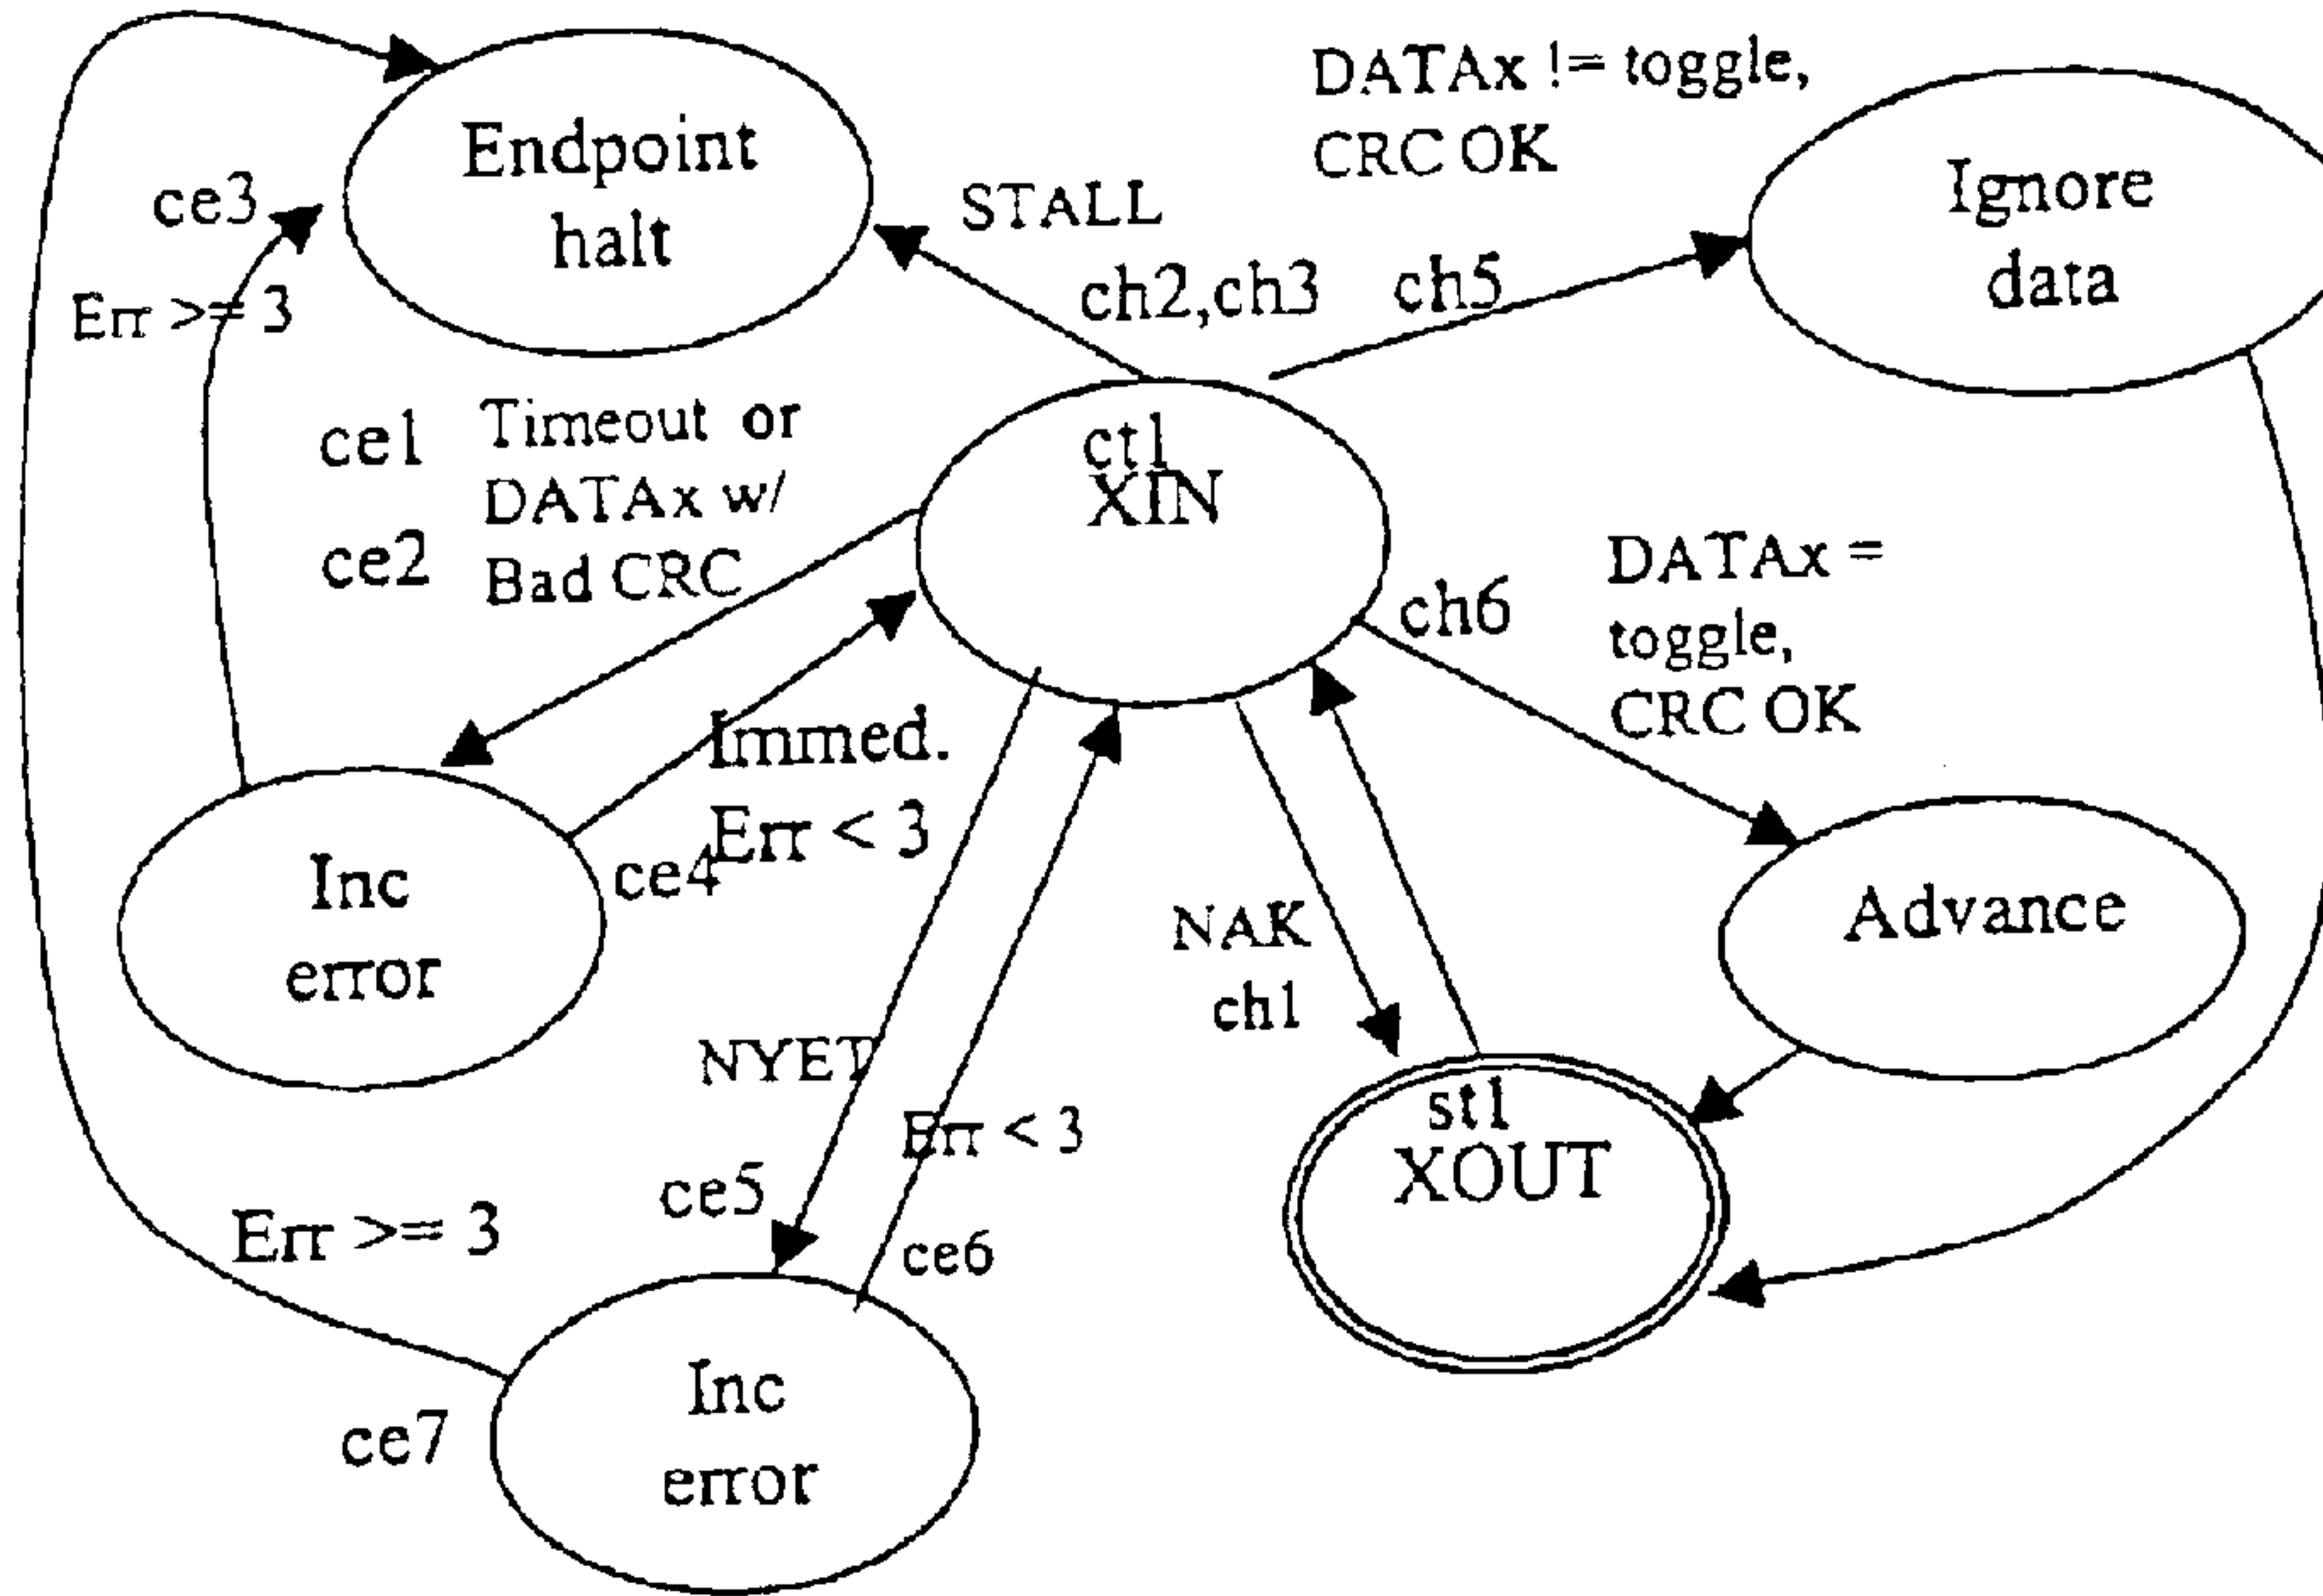 DATAx != toggle,
CRC OK
Endpoint
halt
Ignore
data
ce3
STALL
Err >= 3
ch2,ch3
ch5
ce1
Timeout or
DATAx w/
ce2
Bad CRC
ct1
XIN
DATAx =
toggle,
CRC OK
ch6
Immed.
Err < 3
ce4
Inc
error
NAK
ch1
Advance
NYET
Err < 3
st1
XOUT
ce5
Err >= 3
ce6
Inc
error
ce7